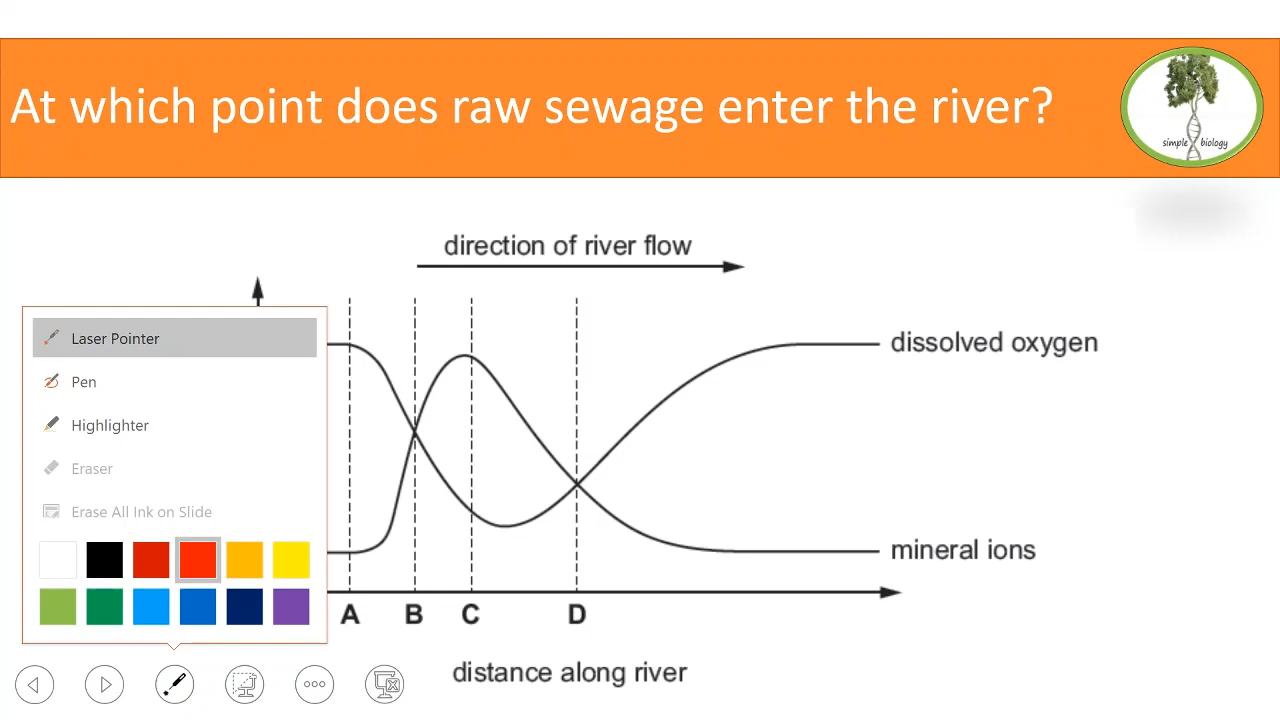 At which point does raw sewage enter the river?
simple biology
direction of river flow
Laser Pointer
Pen
Highlighter
Eraser
Erase All Ink on Slide
dissolved oxygen
mineral ions
A B C D
distance along river